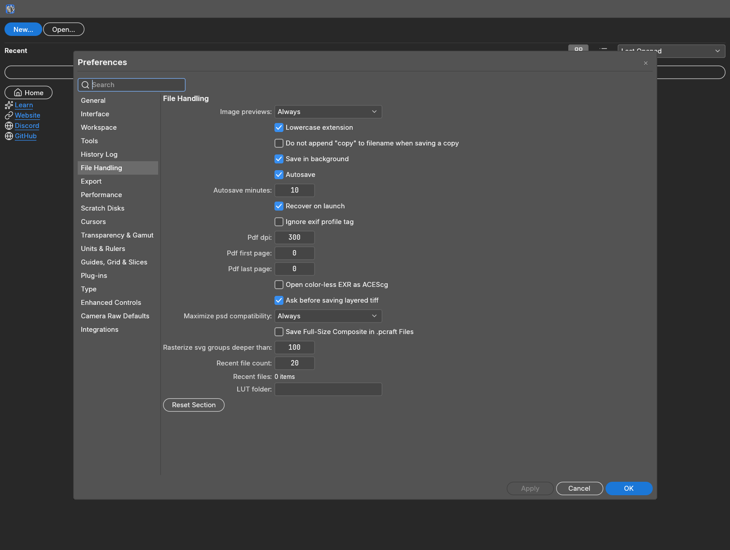 New...
Open...
Recent
Last Opened
Home
Learn
Website
Discord
GitHub
Preferences
Search
General
Interface
Workspace
Tools
History Log
File Handling
Export
Performance
Scratch Disks
Cursors
Transparency & Gamut
Units & Rulers
Guides, Grid & Slices
Plug-ins
Type
Enhanced Controls
Camera Raw Defaults
Integrations
File Handling
Image previews: Always
Lowercase extension
Do not append "copy" to filename when saving a copy
Save in background
Autosave
Autosave minutes: 10
Recover on launch
Ignore exif profile tag
Pdf dpi: 300
Pdf first page: 0
Pdf last page: 0
Open color-less EXR as ACEScg
Ask before saving layered tiff
Maximize psd compatibility: Always
Save Full-Size Composite in .pcraft Files
Rasterize svg groups deeper than: 100
Recent file count: 20
Recent files: 0 items
LUT folder:
Reset Section
Apply
Cancel
OK